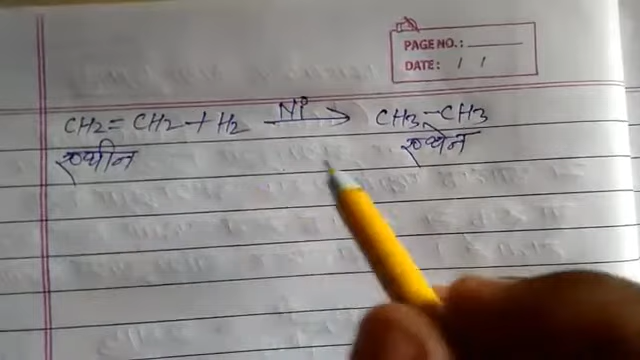 PAGE NO.:
DATE: / /
CH2 = CH2 + H2 Ni → CH3 - CH3
एथीन एथेन